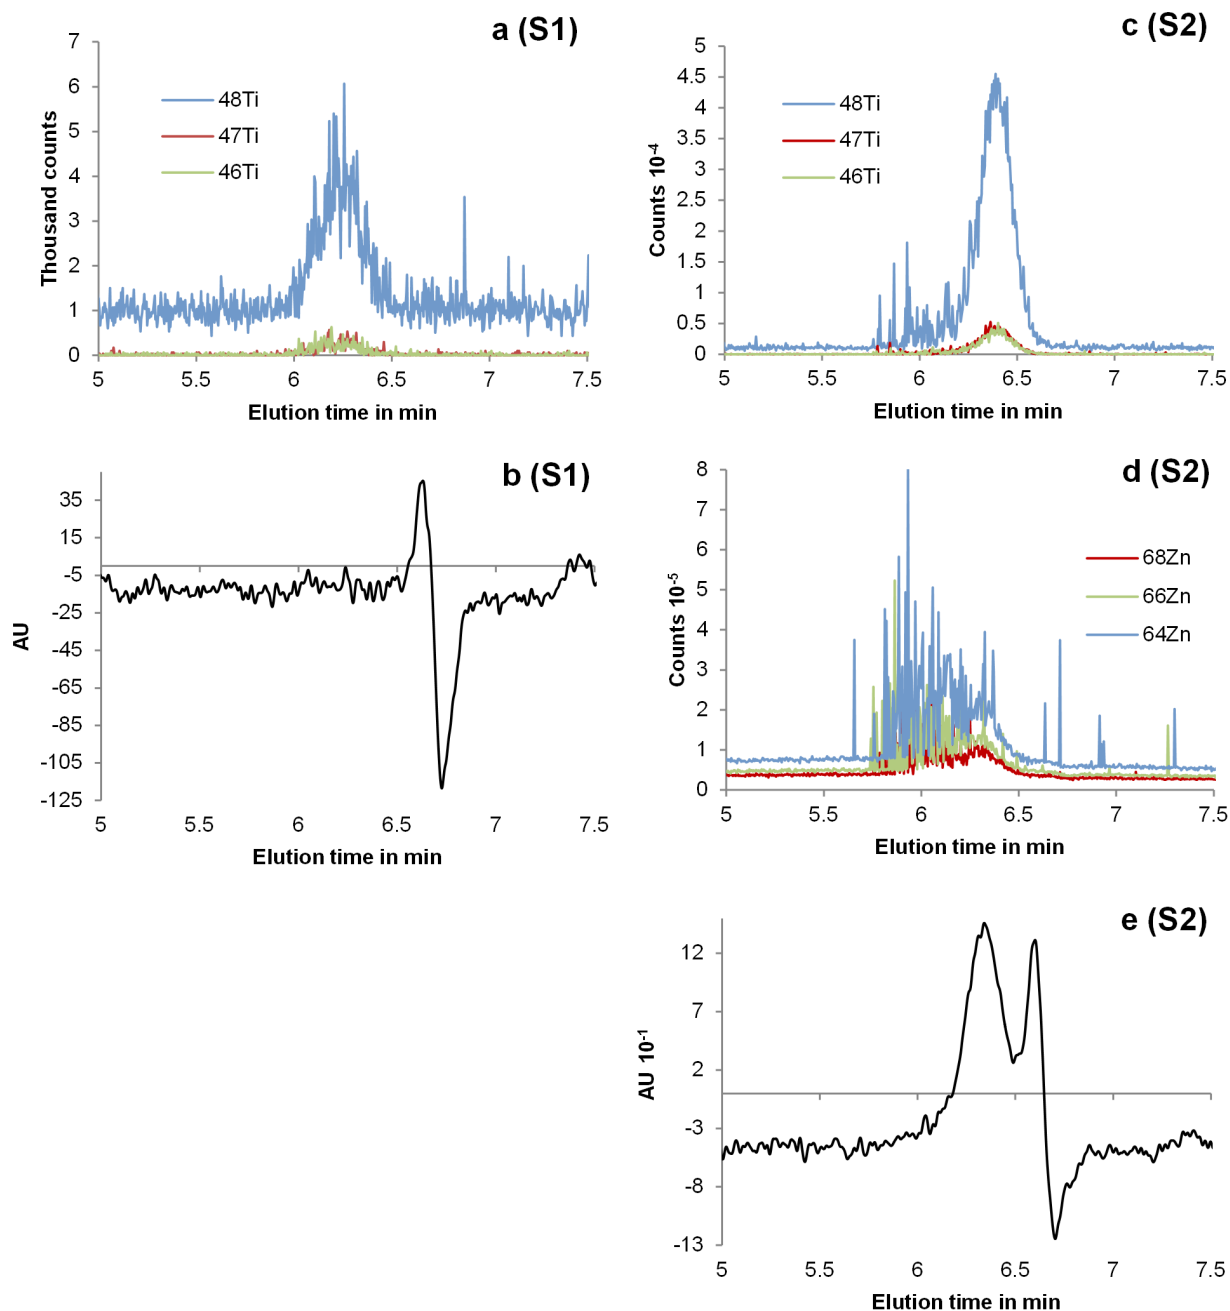 a (S1)
7
6
5
4
3
2
1
0
Thousand counts
48Ti
47Ti
46Ti
5 5.5 6 6.5 7 7.5
Elution time in min
c (S2)
5
4.5
4
3.5
3
2.5
2
1.5
1
0.5
0
Counts 10-4
48Ti
47Ti
46Ti
5 5.5 6 6.5 7 7.5
Elution time in min
b (S1)
35
15
-5
-25
-45
-65
-85
-105
-125
AU
5 5.5 6 6.5 7 7.5
Elution time in min
d (S2)
8
7
6
5
4
3
2
1
0
Counts 10-5
68Zn
66Zn
64Zn
5 5.5 6 6.5 7 7.5
Elution time in min
e (S2)
12
7
2
-3
-8
-13
AU 10-1
5 5.5 6 6.5 7 7.5
Elution time in min